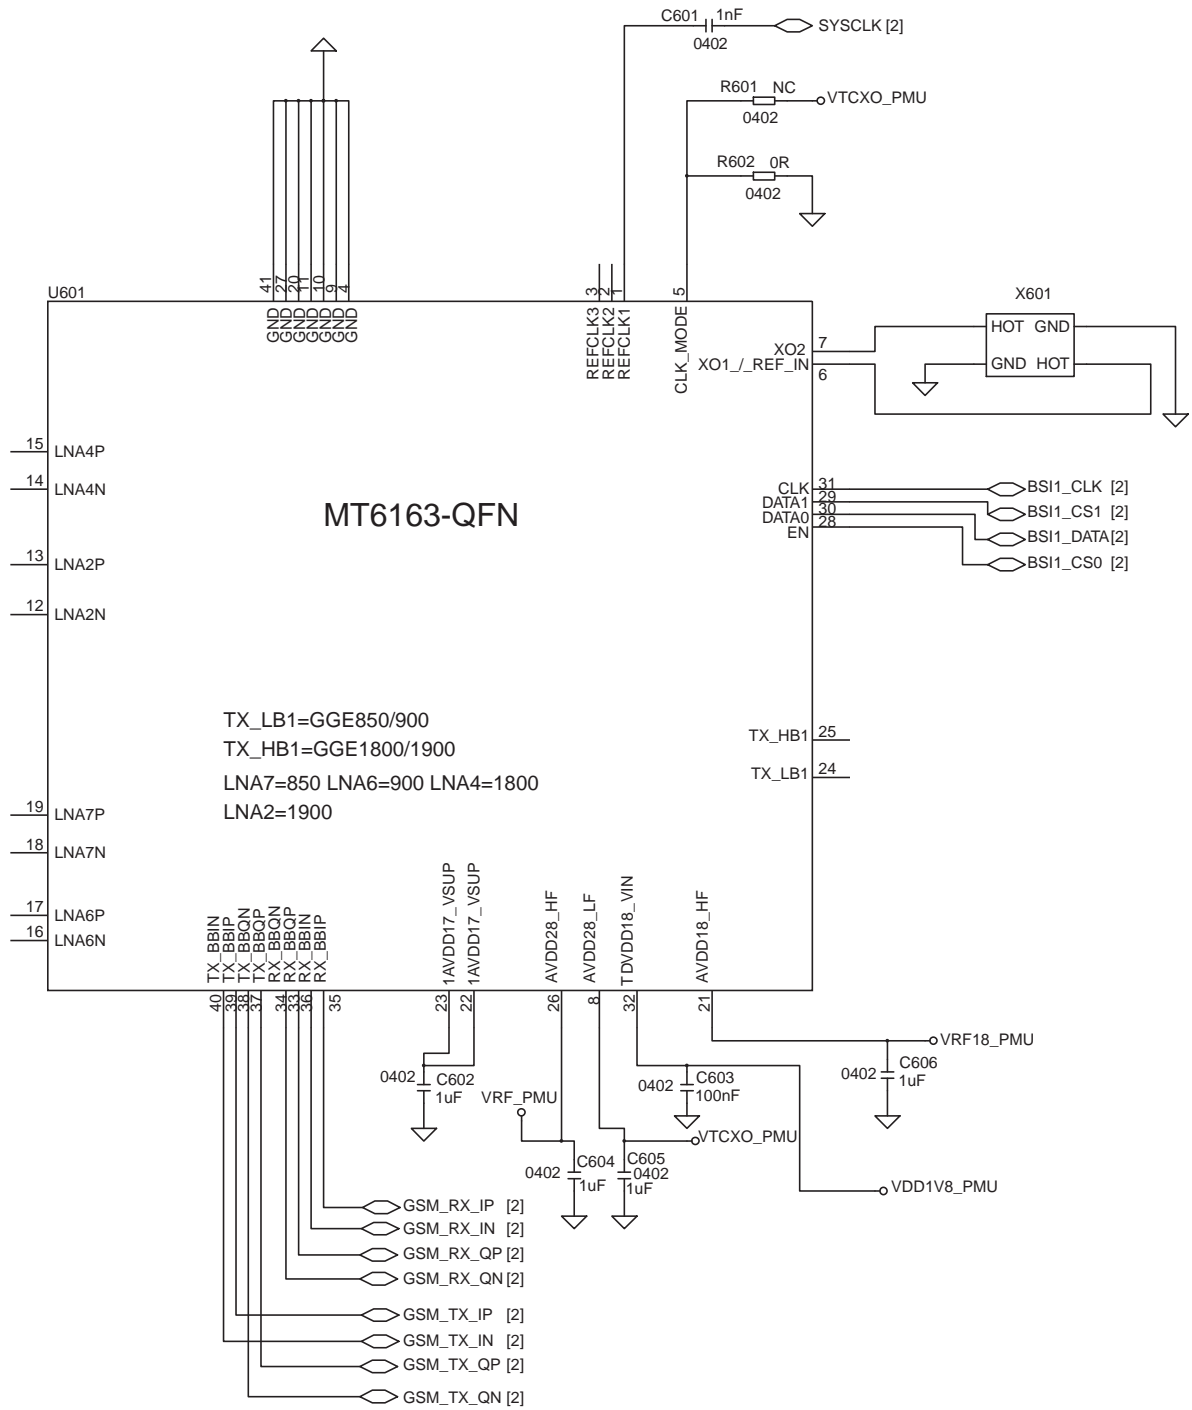 C601 1nF
SYSCLK [2]
0402
R601 NC
VTCXO_PMU
0402
R602 0R
0402
U601
41
27
20
11
10
9
4
GND
GND
GND
GND
GND
GND
GND
3
2
1
5
REFCLK3
REFCLK2
REFCLK1
CLK_MODE
X601
HOT GND
GND HOT
XO2
7
XO1_/_REF_IN
6
15
LNA4P
14
LNA4N
13
LNA2P
12
LNA2N
19
LNA7P
18
LNA7N
17
LNA6P
16
LNA6N
MT6163-QFN
CLK
31
DATA1
29
DATA0
30
EN
28
BSI1_CLK [2]
BSI1_CS1 [2]
BSI1_DATA[2]
BSI1_CS0 [2]
TX_LB1=GGE850/900
TX_HB1=GGE1800/1900
LNA7=850 LNA6=900 LNA4=1800
LNA2=1900
TX_HB1
25
TX_LB1
24
TX_BBIN
TX_BBIP
TX_BBQN
TX_BBQP
RX_BBQN
RX_BBQP
RX_BBIN
RX_BBIP
1AVDD17_VSUP
1AVDD17_VSUP
AVDD28_HF
AVDD28_LF
TDVDD18_VIN
AVDD18_HF
40
39
38
37
34
33
36
35
23
22
26
8
32
21
VRF18_PMU
0402
C606
1uF
0402
C602
1uF
0402
C603
100nF
VRF_PMU
VTCXO_PMU
0402
C604
1uF
C605
0402
1uF
VDD1V8_PMU
GSM_RX_IP [2]
GSM_RX_IN [2]
GSM_RX_QP [2]
GSM_RX_QN [2]
GSM_TX_IP [2]
GSM_TX_IN [2]
GSM_TX_QP [2]
GSM_TX_QN [2]